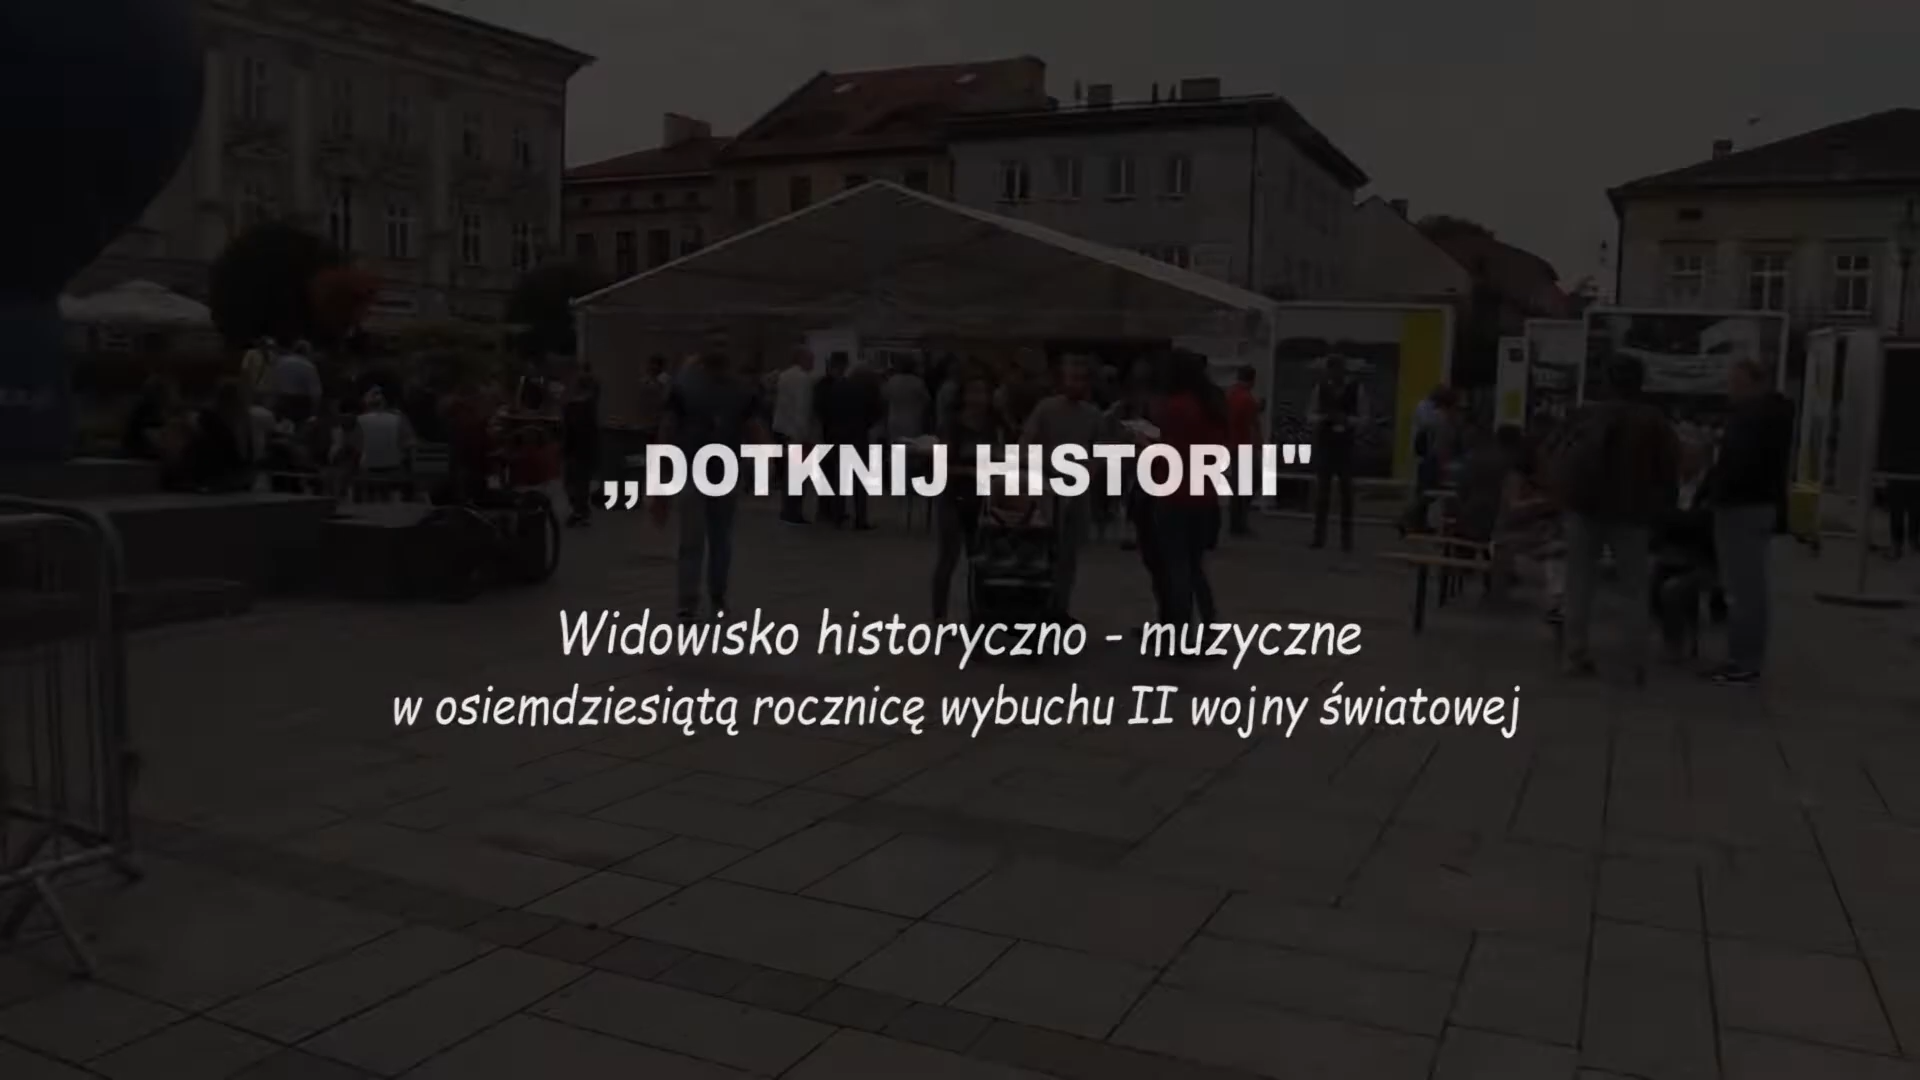 ,,DOTKNIJ HISTORII"
Widowisko historyczno - muzyczne
w osiemdziesiątą rocznicę wybuchu II wojny światowej